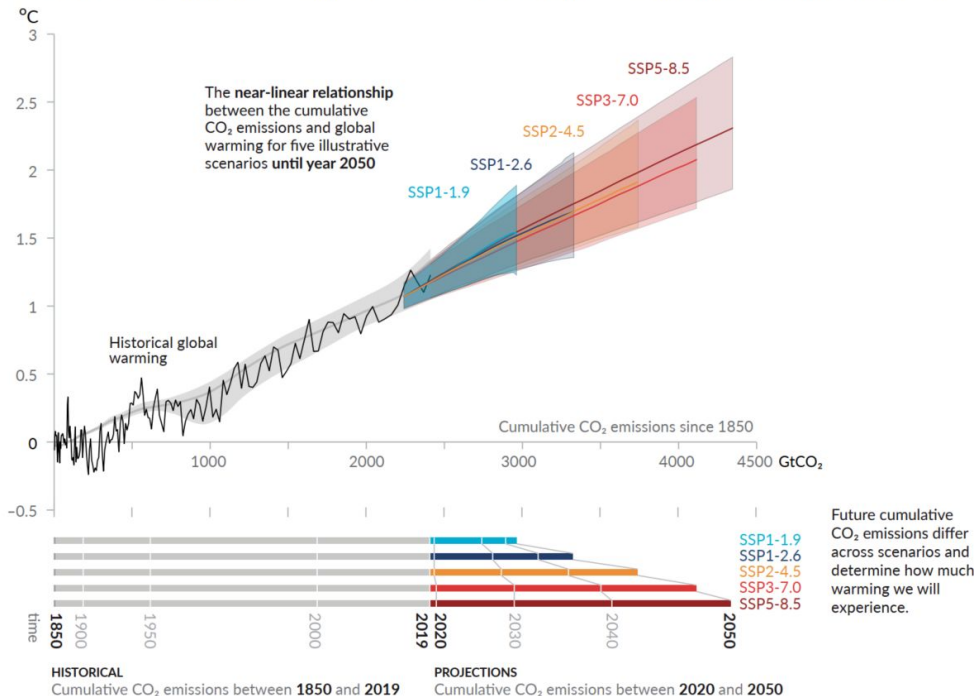 °C
3
2.5
2
1.5
1
0.5
0
−0.5
The near-linear relationship
between the cumulative
CO₂ emissions and global
warming for five illustrative
scenarios until year 2050
SSP5-8.5
SSP3-7.0
SSP2-4.5
SSP1-2.6
SSP1-1.9
Historical global
warming
Cumulative CO₂ emissions since 1850
1000
2000
3000
4000
4500
GtCO₂
SSP1-1.9
SSP1-2.6
SSP2-4.5
SSP3-7.0
SSP5-8.5
Future cumulative
CO₂ emissions differ
across scenarios and
determine how much
warming we will
experience.
time
1850
1900
1950
2000
2019
2020
2030
2040
2050
HISTORICAL
Cumulative CO₂ emissions between 1850 and 2019
PROJECTIONS
Cumulative CO₂ emissions between 2020 and 2050